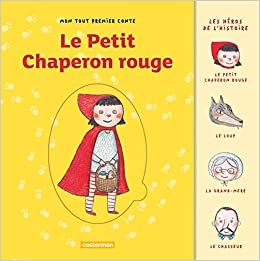 MON TOUT PREMIER CONTE
Le Petit
Chaperon rouge
casterman
LES HÉROS
DE L'HISTOIRE
LE PETIT
CHAPERON ROUGE
LE LOUP
LA GRAND-MÈRE
LE CHASSEUR